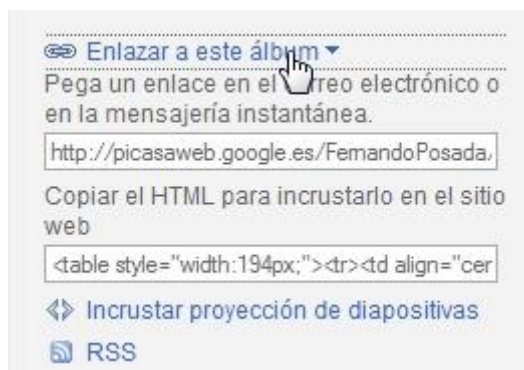 Enlazar a este álbum
Pega un enlace en el correo electrónico o
en la mensajería instantánea.
http://picasaweb.google.es/FernandoPosada/
Copiar el HTML para incrustarlo en el sitio
web
<table style="width:194px;"><tr><td align="cer
Incrustar proyección de diapositivas
RSS